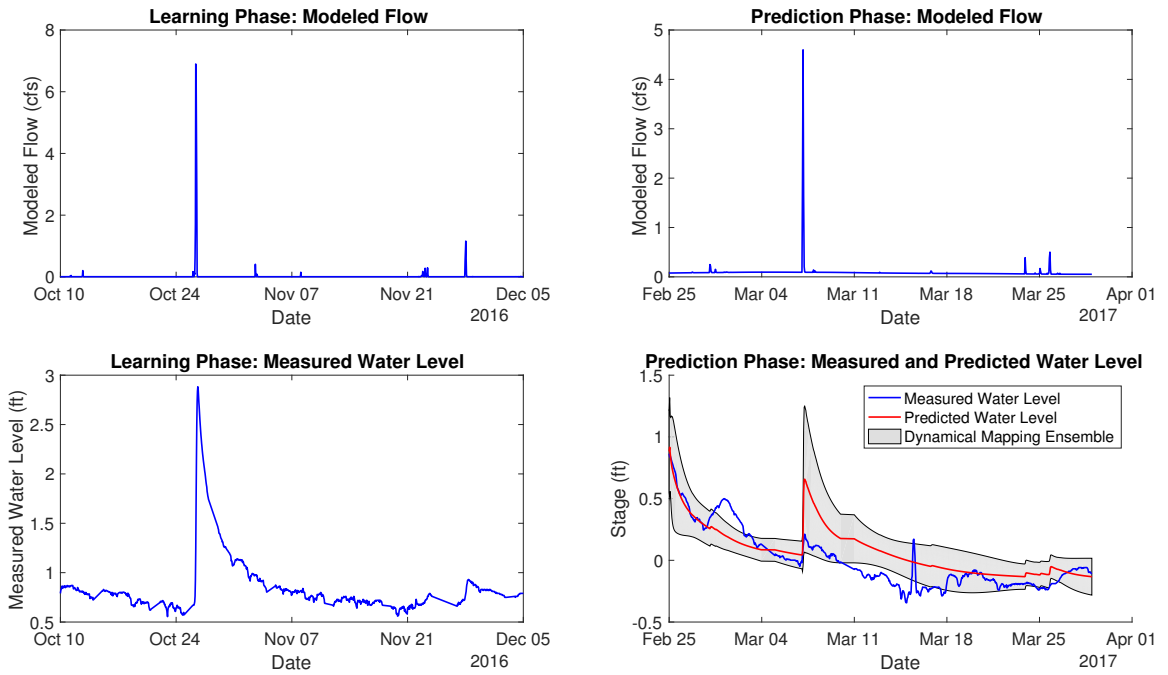 Learning Phase: Modeled Flow
8
6
4
2
0
Modeled Flow (cfs)
Oct 10
Oct 24
Nov 07
Nov 21
Dec 05
Date
2016
Prediction Phase: Modeled Flow
5
4
3
2
1
0
Modeled Flow (cfs)
Feb 25
Mar 04
Mar 11
Mar 18
Mar 25
Apr 01
Date
2017
Learning Phase: Measured Water Level
3
2.5
2
1.5
1
0.5
Measured Water Level (ft)
Oct 10
Oct 24
Nov 07
Nov 21
Dec 05
Date
2016
Prediction Phase: Measured and Predicted Water Level
1.5
1
0.5
0
-0.5
Stage (ft)
Measured Water Level
Predicted Water Level
Dynamical Mapping Ensemble
Feb 25
Mar 04
Mar 11
Mar 18
Mar 25
Apr 01
Date
2017